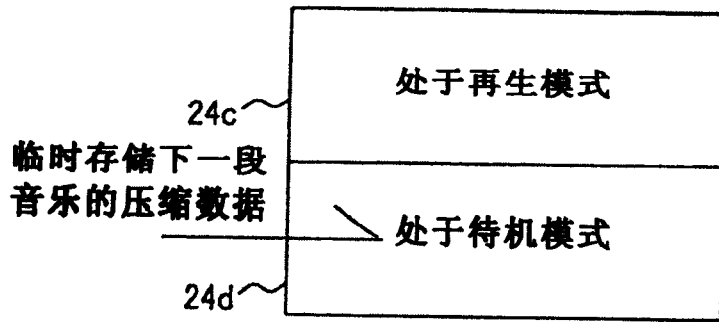 处于再生模式
24c
临时存储下一段
音乐的压缩数据
处于待机模式
24d